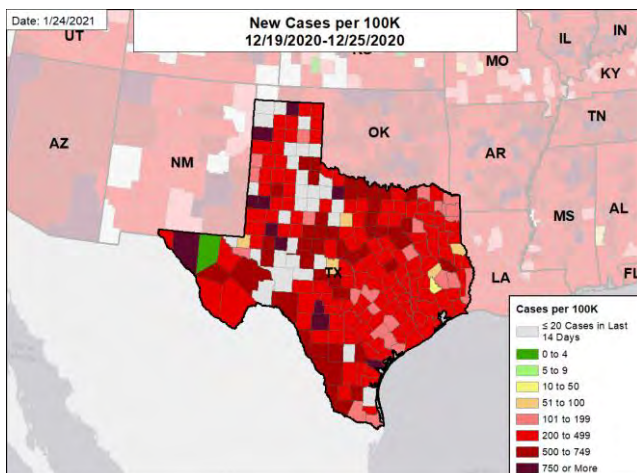 Date: 1/24/2021
New Cases per 100K
12/19/2020-12/25/2020
UT
MO
IL
IN
KY
AZ
NM
OK
AR
TN
MS
AL
TX
LA
FL
Cases per 100K
≤ 20 Cases in Last
14 Days
0 to 4
5 to 9
10 to 50
51 to 100
101 to 199
200 to 499
500 to 749
750 or More